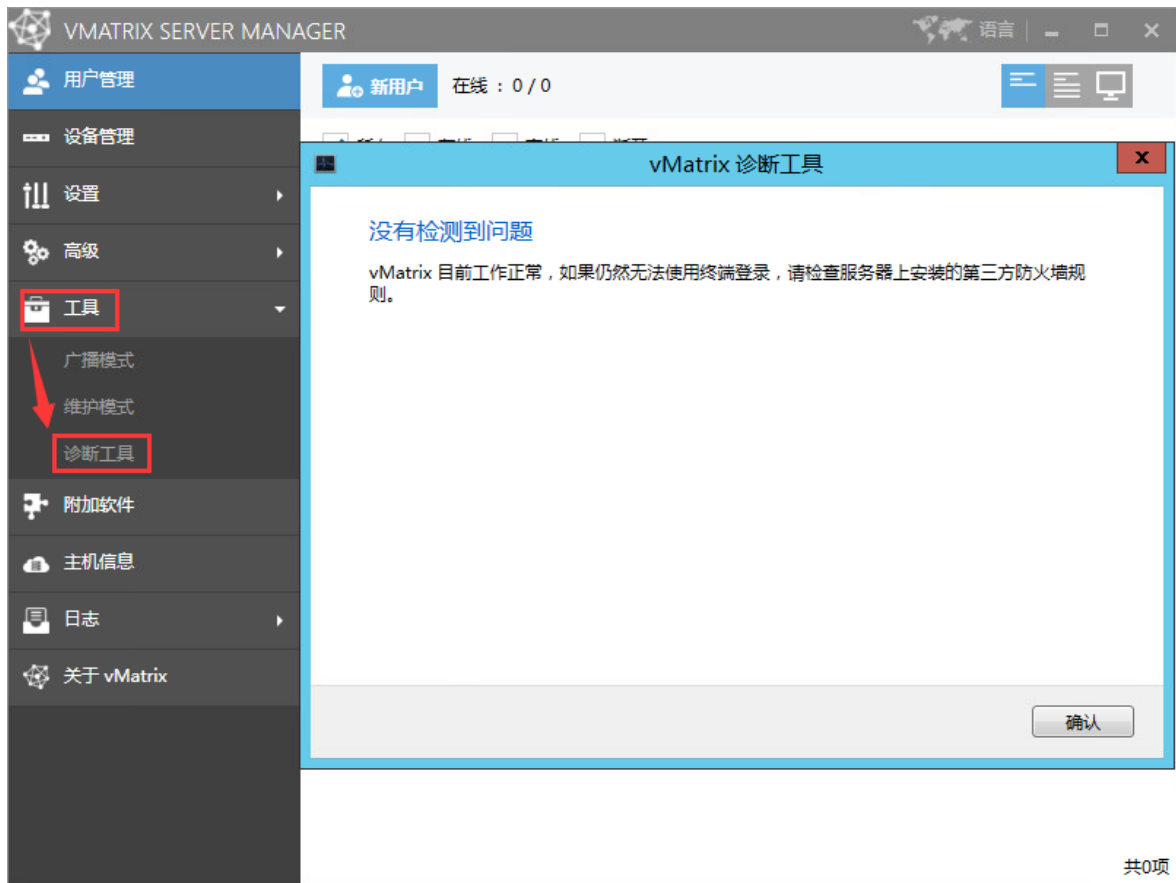 VMATRIX SERVER MANAGER
语言
用户管理
新用户
在线：0 / 0
设备管理
设置
高级
工具
广播模式
维护模式
诊断工具
附加软件
主机信息
日志
关于 vMatrix
vMatrix 诊断工具
x
没有检测到问题
vMatrix 目前工作正常，如果仍然无法使用终端登录，请检查服务器上安装的第三方防火墙规
则。
确认
共0项